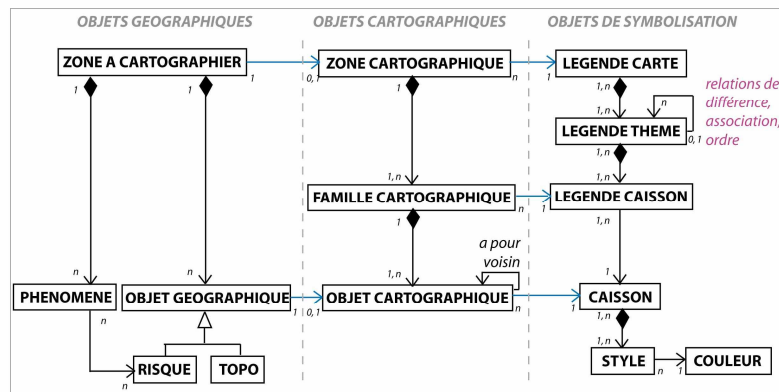 OBJETS GEOGRAPHIQUES
OBJETS CARTOGRAPHIQUES
OBJETS DE SYMBOLISATION
ZONE A CARTOGRAPHIER
1
0,1
ZONE CARTOGRAPHIQUE
n
1
LEGENDE CARTE
1
1
1
1,n
1,n
relations de
différence,
association,
ordre
n
LEGENDE THEME
0,1
1,n
1,n
1,n
FAMILLE CARTOGRAPHIQUE
n
1
LEGENDE CAISSON
1
1,n
a pour
voisin
n
n
1,n
1
PHENOMENE
OBJET GEOGRAPHIQUE
1
0,1
OBJET CARTOGRAPHIQUE
n
1
CAISSON
n
1,n
1,n
RISQUE
TOPO
STYLE
n
1
COULEUR
n